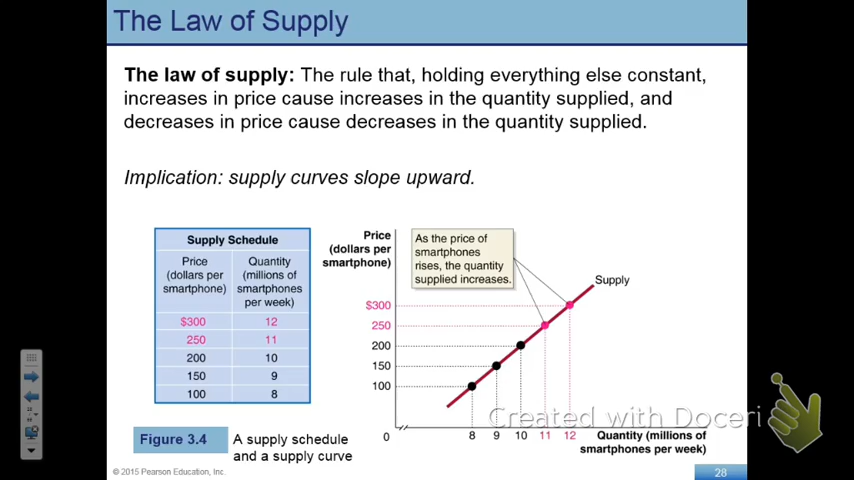 The Law of Supply
The law of supply: The rule that, holding everything else constant,
increases in price cause increases in the quantity supplied, and
decreases in price cause decreases in the quantity supplied.
Implication: supply curves slope upward.
Supply Schedule
Price
(dollars per
smartphone)
Quantity
(millions of
smartphones
per week)
$300 12
250 11
200 10
150 9
100 8
Price
(dollars per
smartphone)
As the price of
smartphones
rises, the quantity
supplied increases.
Supply
$300
250
200
150
100
0
8 9 10 11 12
Quantity (millions of
smartphones per week)
Created with Doceri
Figure 3.4
A supply schedule
and a supply curve
© 2015 Pearson Education, Inc.
28